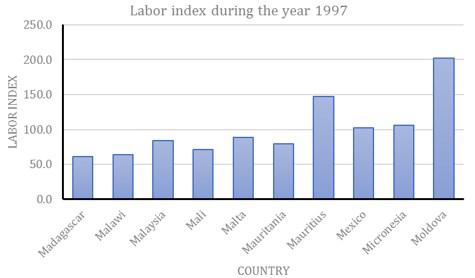 Labor index during the year 1997
250.0
200.0
150.0
100.0
50.0
0.0
LABOR INDEX
Madagascar
Malawi
Malaysia
Mali
Malta
Mauritania
Mauritius
Mexico
Micronesia
Moldova
COUNTRY